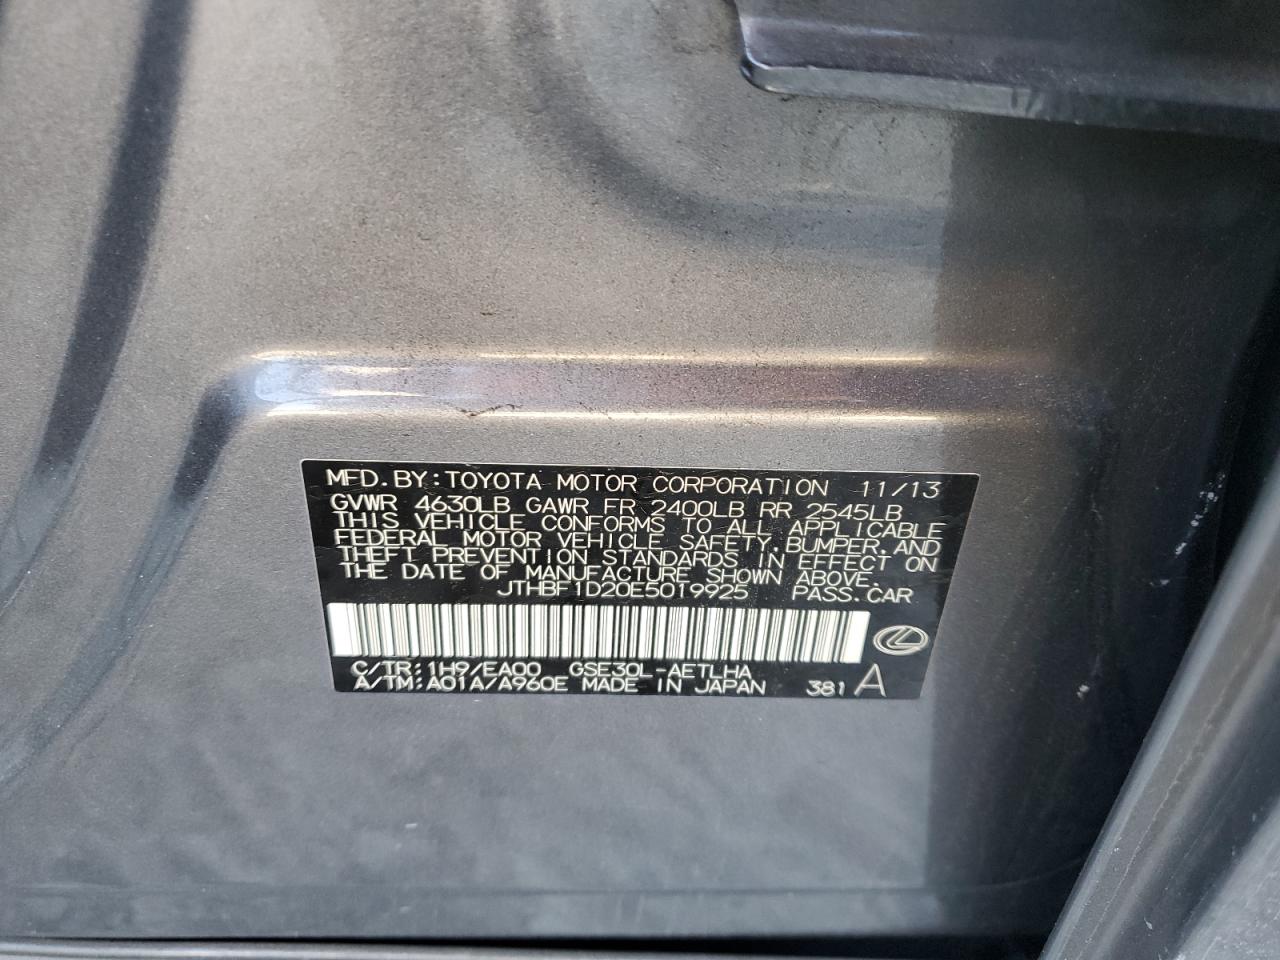 MFD.BY:TOYOTA MOTOR CORPORATION 11/13
GVWR 4630LB GAWR FR 2400LB RR 2545LB
THIS VEHICLE CONFORMS TO ALL APPLICABLE
FEDERAL MOTOR VEHICLE SAFETY,BUMPER,AND
THEFT PREVENTION STANDARDS IN EFFECT ON
THE DATE OF MANUFACTURE SHOWN ABOVE.
JTHBF1D20E5019925 PASS.CAR
C/TR:1H9/EA00 GSE30L-AETLHA
A/TM:A01A/A960E MADE IN JAPAN 381 A